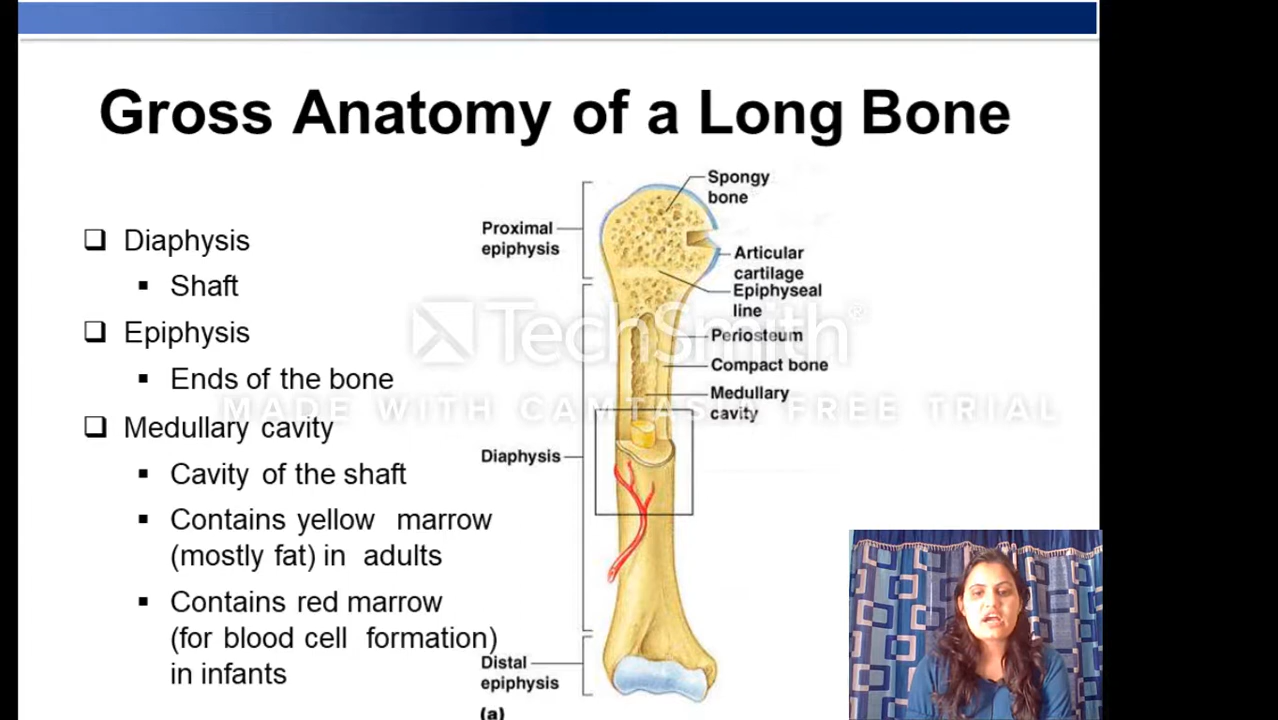 Gross Anatomy of a Long Bone
❑ Diaphysis
▪ Shaft
❑ Epiphysis
▪ Ends of the bone
❑ Medullary cavity
▪ Cavity of the shaft
▪ Contains yellow marrow
(mostly fat) in adults
▪ Contains red marrow
(for blood cell formation)
in infants
Spongy
bone
Proximal
epiphysis
Articular
cartilage
Epiphyseal
line
Periosteum
Compact bone
Medullary
cavity
Diaphysis
Distal
epiphysis
(a)
TechSmith®
MADE WITH CAMTASIA FREE TRIAL